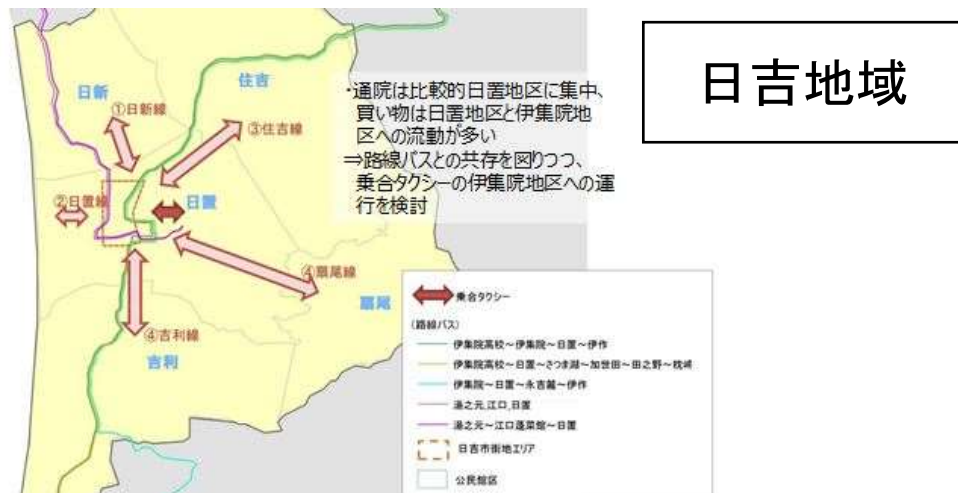 日吉地域
・通院は比較的日置地区に集中、
買い物は日置地区と伊集院地
区への流動が多い
⇒路線バスとの共存を図りつつ、
乗合タクシーの伊集院地区への運
行を検討
住吉
日新
①日新線
③住吉線
②日置線
日置
④扇尾線
扇尾
④吉利線
吉利
乗合タクシー
(路線バス)
伊集院高校～伊集院～日置～伊作
伊集院高校～日置～さつま湖～加世田～田之野～枕崎
伊集院～日置～永吉麓～伊作
湯之元,江口,日置
湯之元～江口蓬莱館～日置
日吉市街地エリア
公民館区